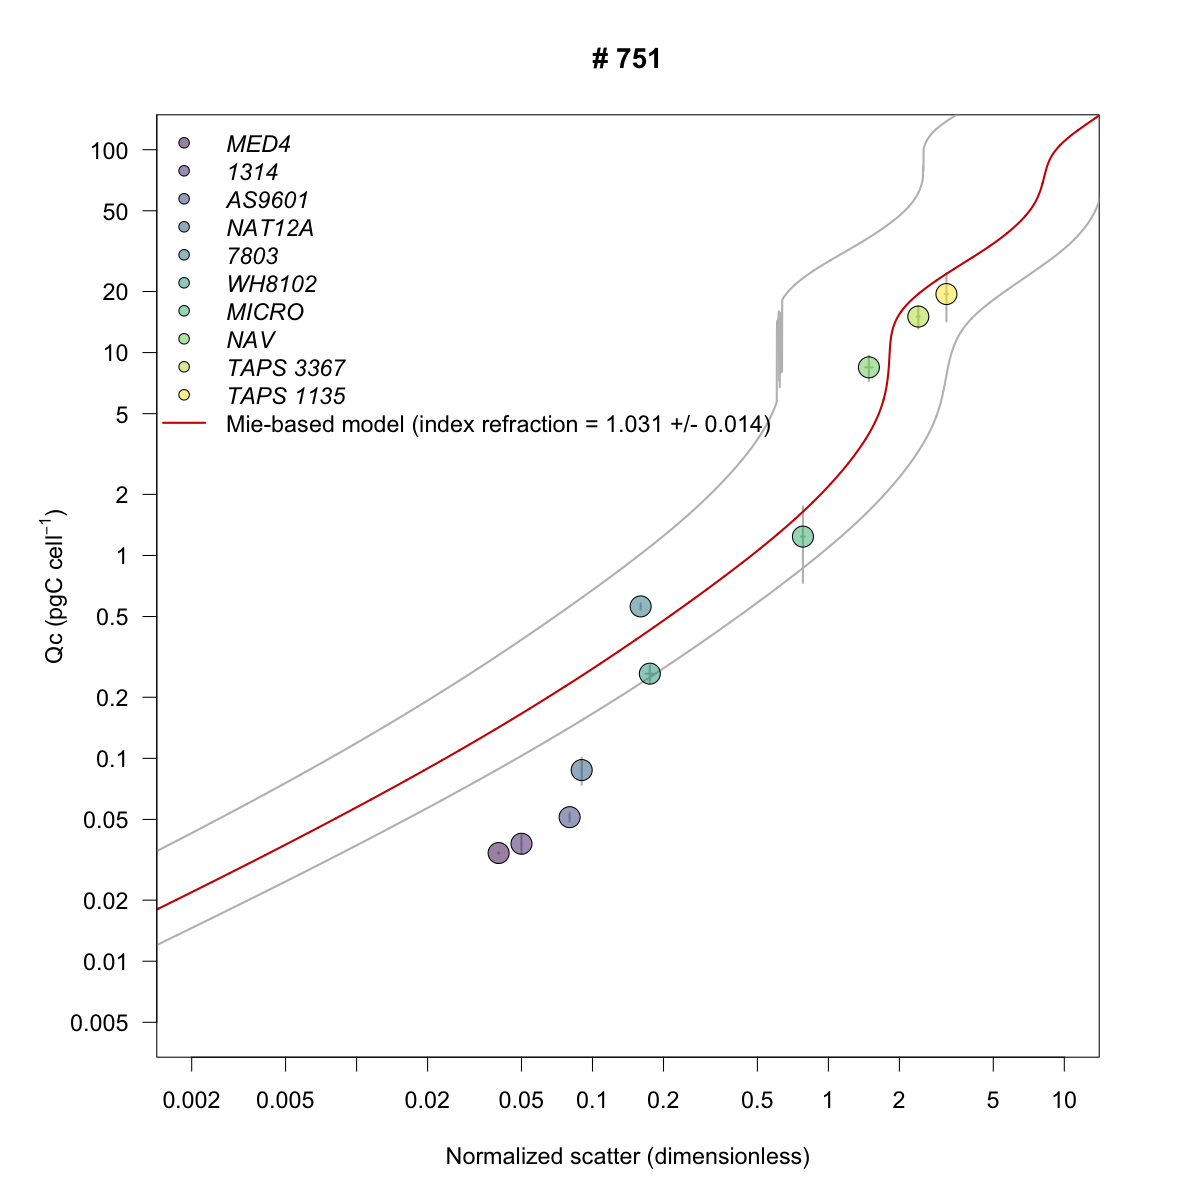 # 751
MED4
1314
AS9601
NAT12A
7803
WH8102
MICRO
NAV
TAPS 3367
TAPS 1135
Mie-based model (index refraction = 1.031 +/- 0.014)
100
50
20
10
5
2
1
0.5
0.2
0.1
0.05
0.02
0.01
0.005
Qc (pgC cell⁻¹)
0.002 0.005 0.02 0.05 0.1 0.2 0.5 1 2 5 10
Normalized scatter (dimensionless)